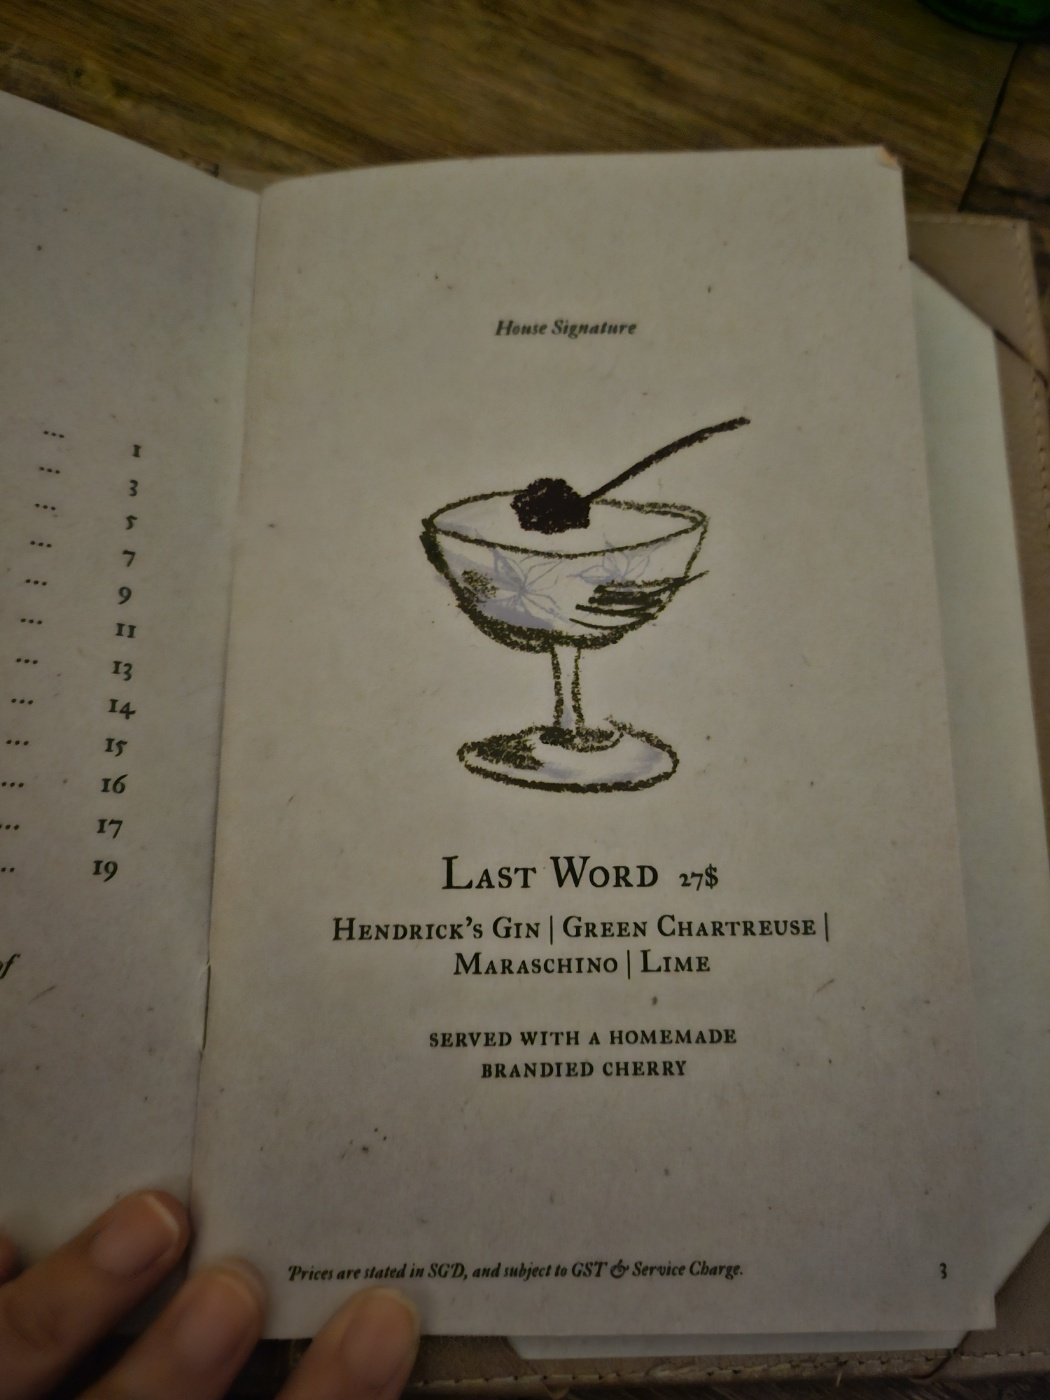 ... 1
... 3
... 5
... 7
... 9
... 11
... 13
... 14
... 15
... 16
... 17
.. 19
of
House Signature
LAST WORD 27$
HENDRICK'S GIN | GREEN CHARTREUSE |
MARASCHINO | LIME
SERVED WITH A HOMEMADE
BRANDIED CHERRY
Prices are stated in SGD, and subject to GST & Service Charge.
3